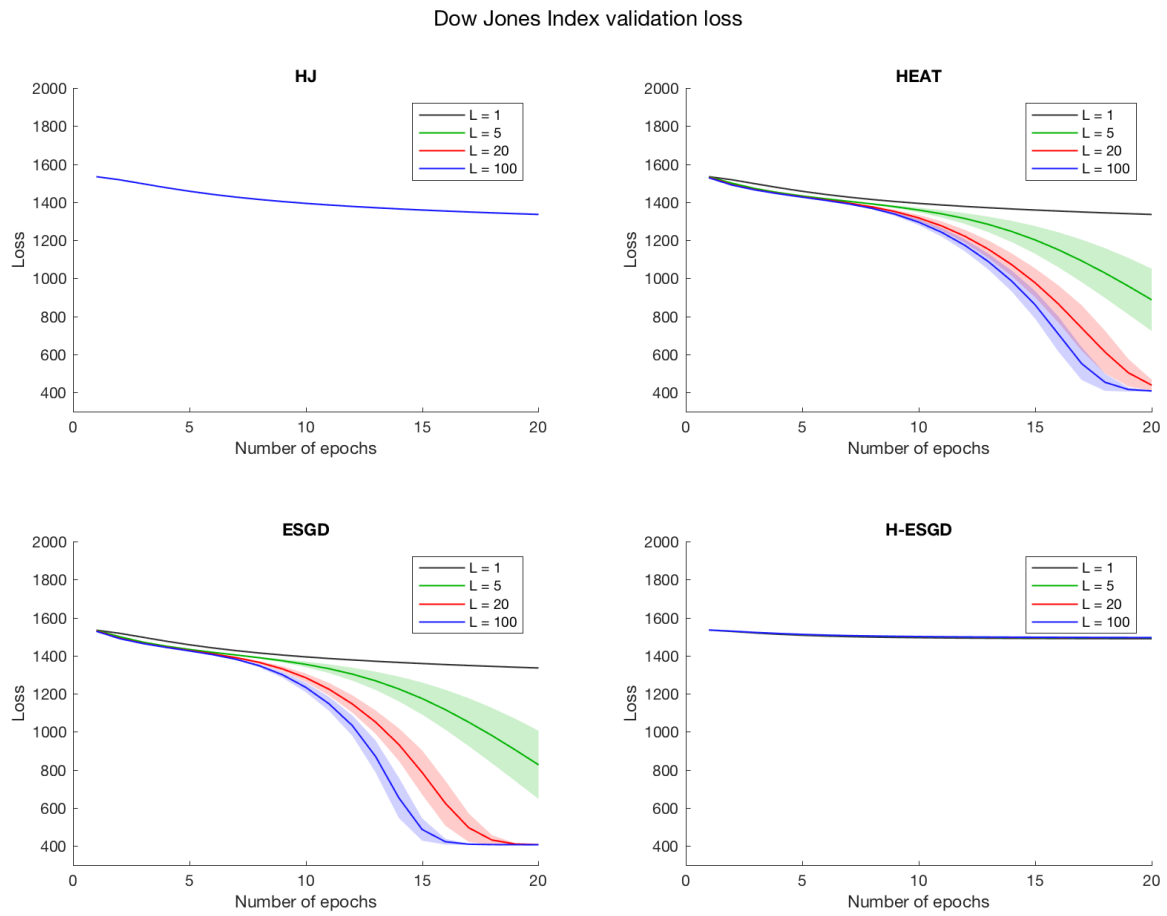 Dow Jones Index validation loss
HJ
2000
1800
1600
1400
1200
1000
800
600
400
Loss
0
5
10
15
20
Number of epochs
L = 1
L = 5
L = 20
L = 100
HEAT
2000
1800
1600
1400
1200
1000
800
600
400
Loss
0
5
10
15
20
Number of epochs
L = 1
L = 5
L = 20
L = 100
ESGD
2000
1800
1600
1400
1200
1000
800
600
400
Loss
0
5
10
15
20
Number of epochs
L = 1
L = 5
L = 20
L = 100
H-ESGD
2000
1800
1600
1400
1200
1000
800
600
400
Loss
0
5
10
15
20
Number of epochs
L = 1
L = 5
L = 20
L = 100